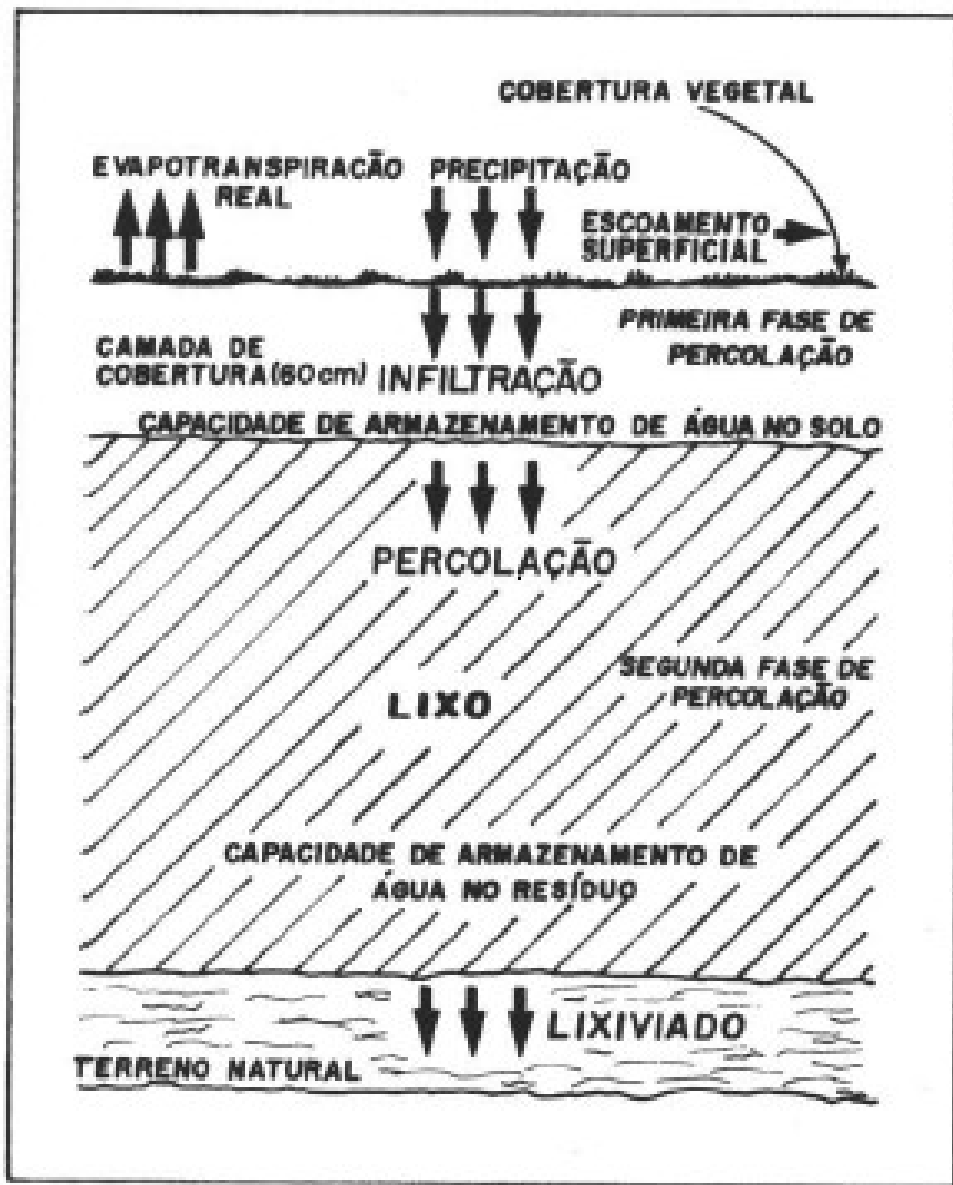 COBERTURA VEGETAL
EVAPOTRANSPIRAÇÃO
REAL
PRECIPITAÇÃO
ESCOAMENTO
SUPERFICIAL
PRIMEIRA FASE DE
PERCOLAÇÃO
CAMADA DE
COBERTURA (60cm)
INFILTRAÇÃO
CAPACIDADE DE ARMAZENAMENTO DE ÁGUA NO SOLO
PERCOLAÇÃO
LIXO
SEGUNDA FASE DE
PERCOLAÇÃO
CAPACIDADE DE ARMAZENAMENTO DE
ÁGUA NO RESÍDUO
LIXIVIADO
TERRENO NATURAL